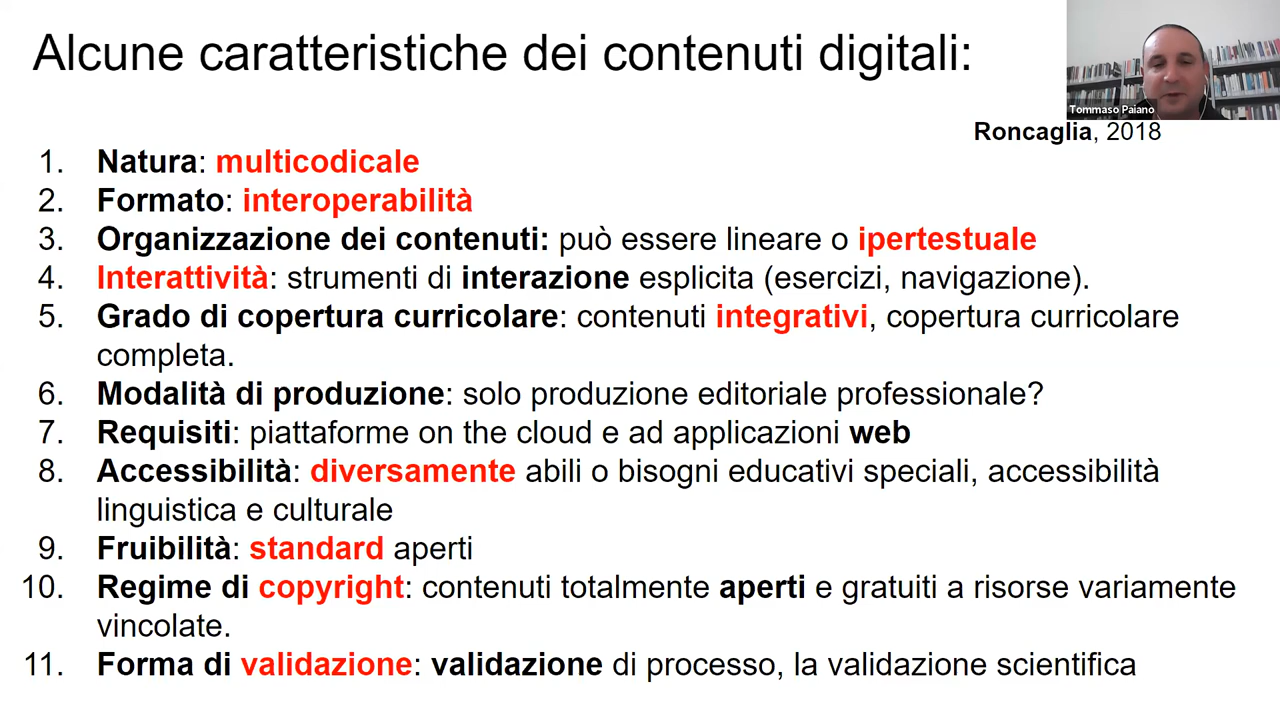 Alcune caratteristiche dei contenuti digitali:
Tommaso Paiano
Roncaglia, 2018
1. Natura: multicodicale
2. Formato: interoperabilità
3. Organizzazione dei contenuti: può essere lineare o ipertestuale
4. Interattività: strumenti di interazione esplicita (esercizi, navigazione).
5. Grado di copertura curricolare: contenuti integrativi, copertura curricolare
completa.
6. Modalità di produzione: solo produzione editoriale professionale?
7. Requisiti: piattaforme on the cloud e ad applicazioni web
8. Accessibilità: diversamente abili o bisogni educativi speciali, accessibilità
linguistica e culturale
9. Fruibilità: standard aperti
10. Regime di copyright: contenuti totalmente aperti e gratuiti a risorse variamente
vincolate.
11. Forma di validazione: validazione di processo, la validazione scientifica